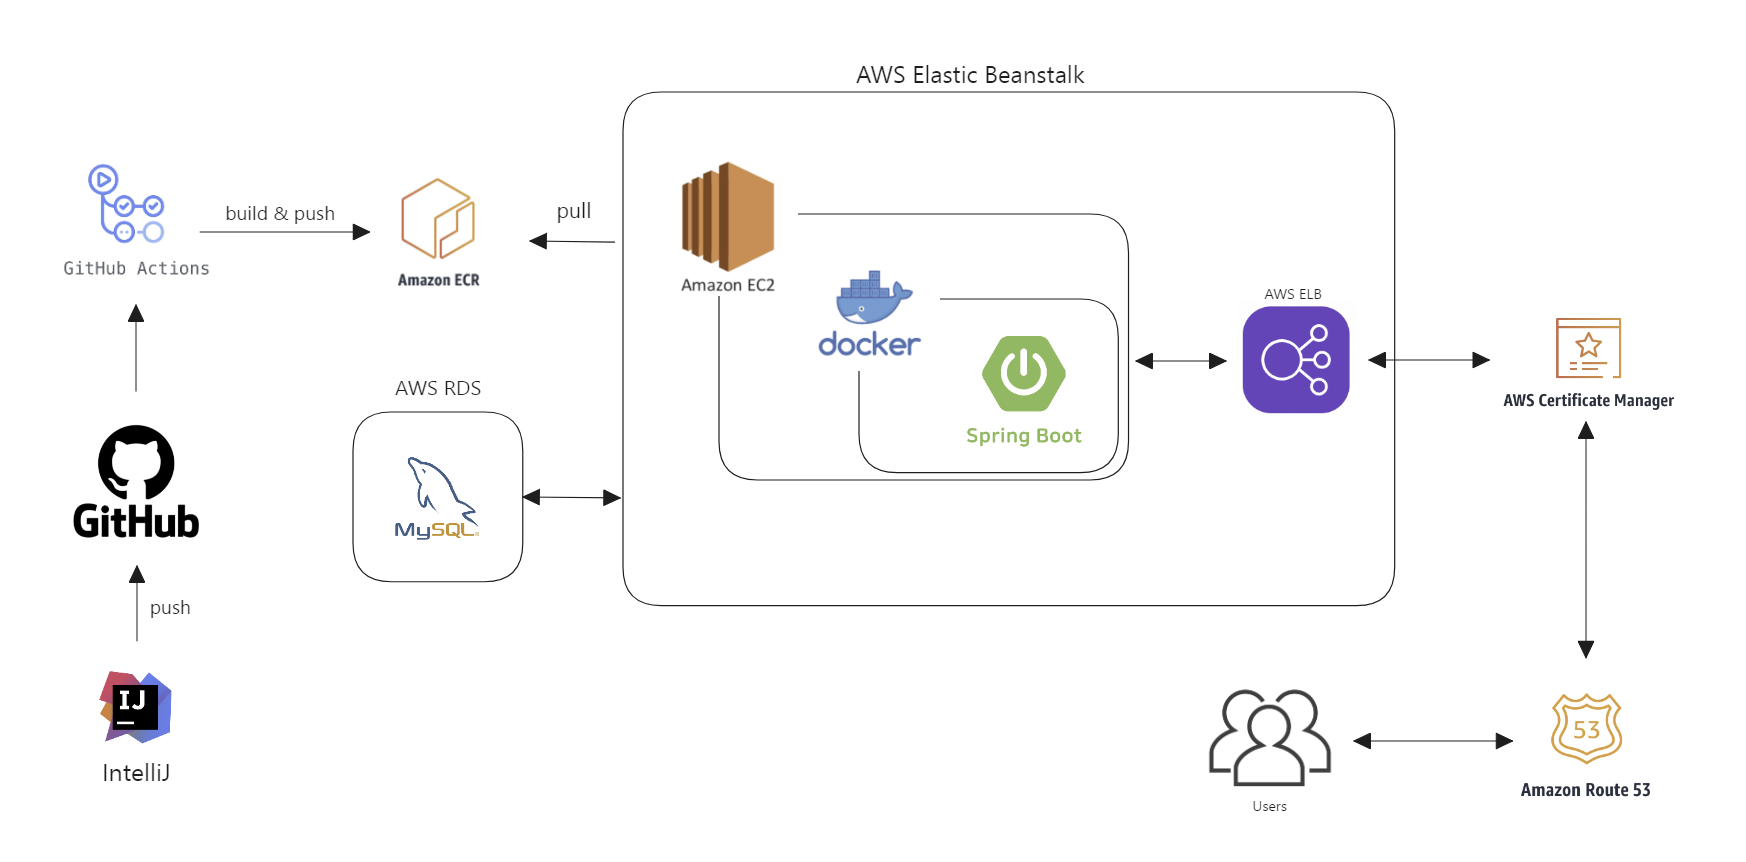 AWS Elastic Beanstalk
GitHub Actions
build & push
Amazon ECR
pull
Amazon EC2
docker
Spring Boot
AWS ELB
AWS Certificate Manager
AWS RDS
MySQL
GitHub
push
IJ
IntelliJ
Users
53
Amazon Route 53